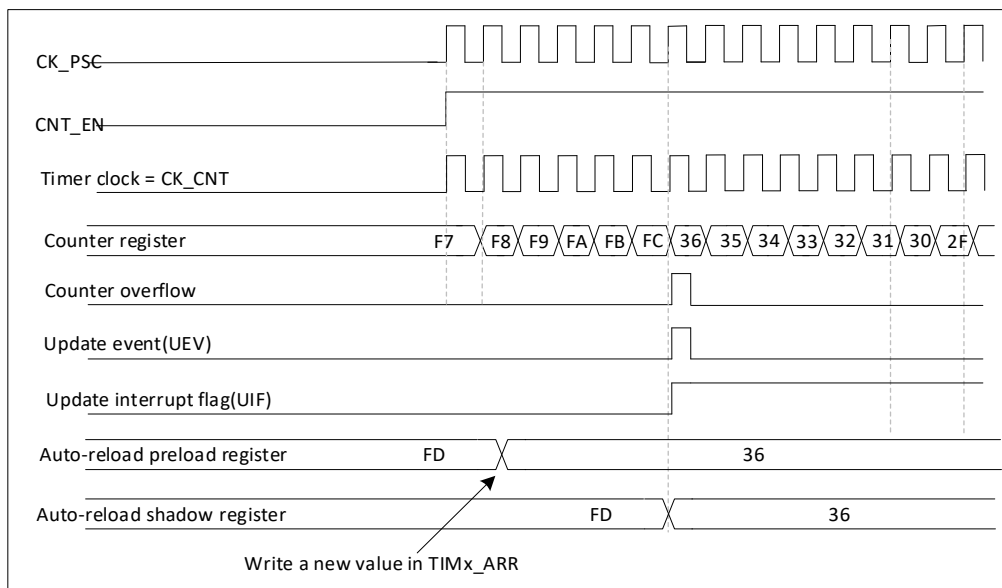 CK_PSC
CNT_EN
Timer clock = CK_CNT
Counter register F7 F8 F9 FA FB FC 36 35 34 33 32 31 30 2F
Counter overflow
Update event(UEV)
Update interrupt flag(UIF)
Auto-reload preload register FD 36
Auto-reload shadow register FD 36
Write a new value in TIMx_ARR